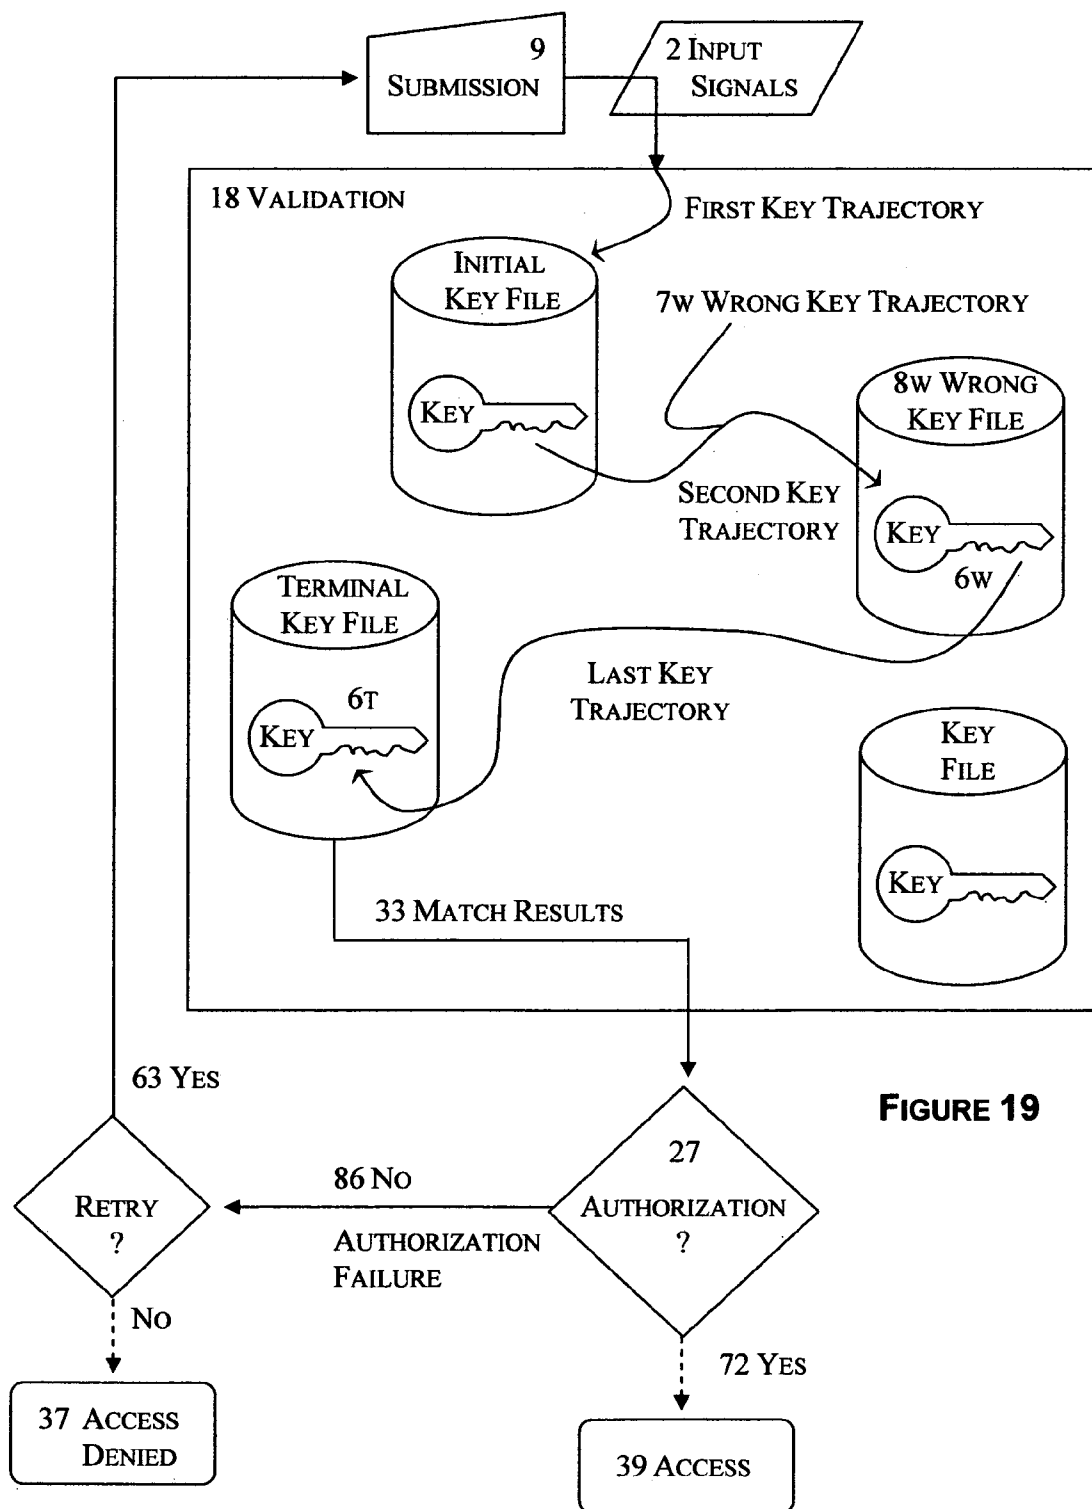 9
SUBMISSION
2 INPUT
SIGNALS
18 VALIDATION
FIRST KEY TRAJECTORY
INITIAL
KEY FILE
7W WRONG KEY TRAJECTORY
8W WRONG
KEY FILE
KEY
SECOND KEY
TRAJECTORY
KEY
6W
TERMINAL
KEY FILE
LAST KEY
TRAJECTORY
6T
KEY
KEY
FILE
KEY
33 MATCH RESULTS
63 YES
FIGURE 19
27
AUTHORIZATION
?
86 NO
AUTHORIZATION
FAILURE
RETRY
?
NO
72 YES
37 ACCESS
DENIED
39 ACCESS